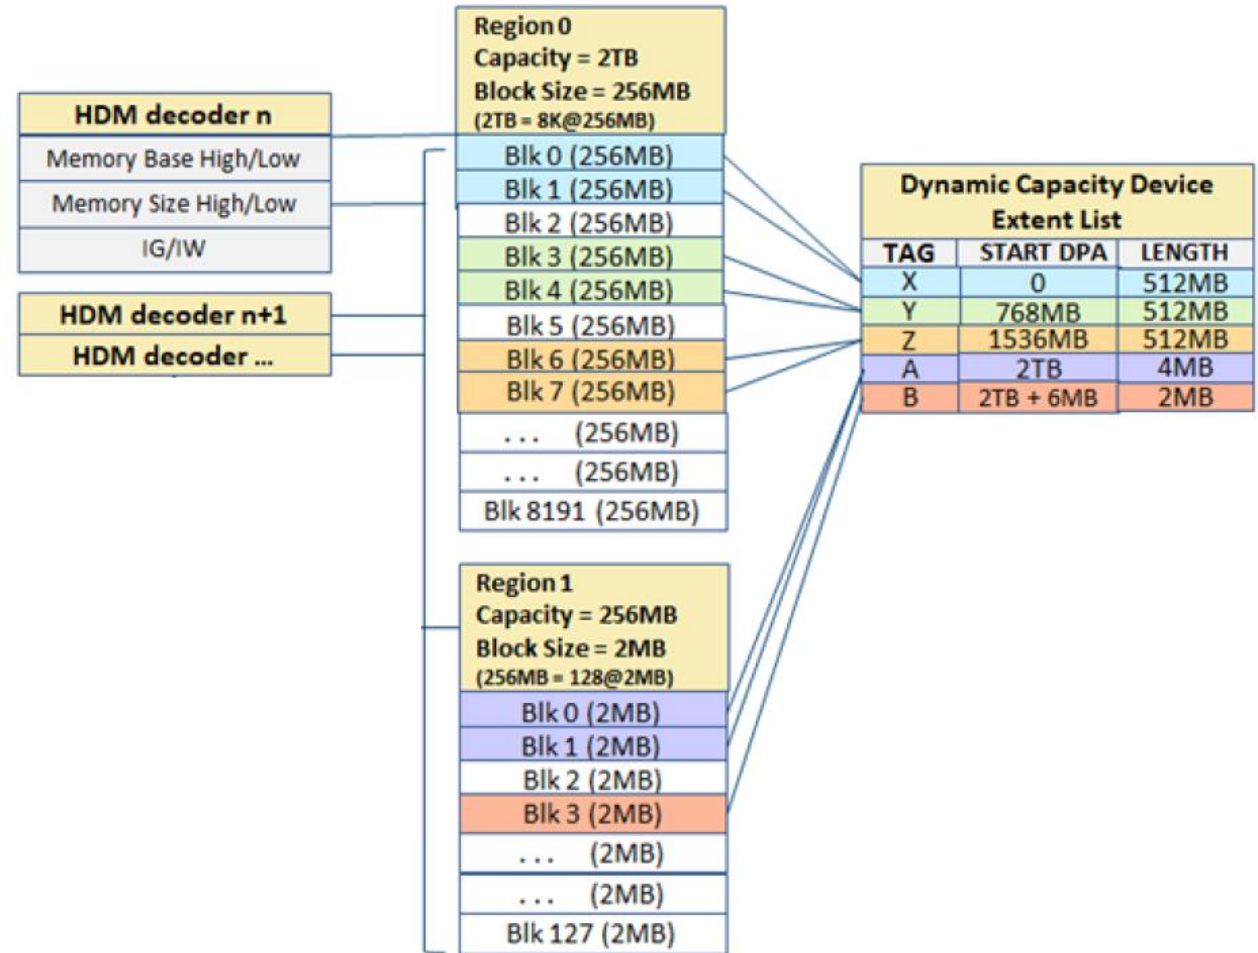 HDM decoder n
Memory Base High/Low
Memory Size High/Low
IG/IW
HDM decoder n+1
HDM decoder ...
Region 0
Capacity = 2TB
Block Size = 256MB
(2TB = 8K@256MB)
Blk 0 (256MB)
Blk 1 (256MB)
Blk 2 (256MB)
Blk 3 (256MB)
Blk 4 (256MB)
Blk 5 (256MB)
Blk 6 (256MB)
Blk 7 (256MB)
... (256MB)
... (256MB)
Blk 8191 (256MB)
Region 1
Capacity = 256MB
Block Size = 2MB
(256MB = 128@2MB)
Blk 0 (2MB)
Blk 1 (2MB)
Blk 2 (2MB)
Blk 3 (2MB)
... (2MB)
... (2MB)
Blk 127 (2MB)
Dynamic Capacity Device
Extent List
TAG START DPA LENGTH
X 0 512MB
Y 768MB 512MB
Z 1536MB 512MB
A 2TB 4MB
B 2TB + 6MB 2MB